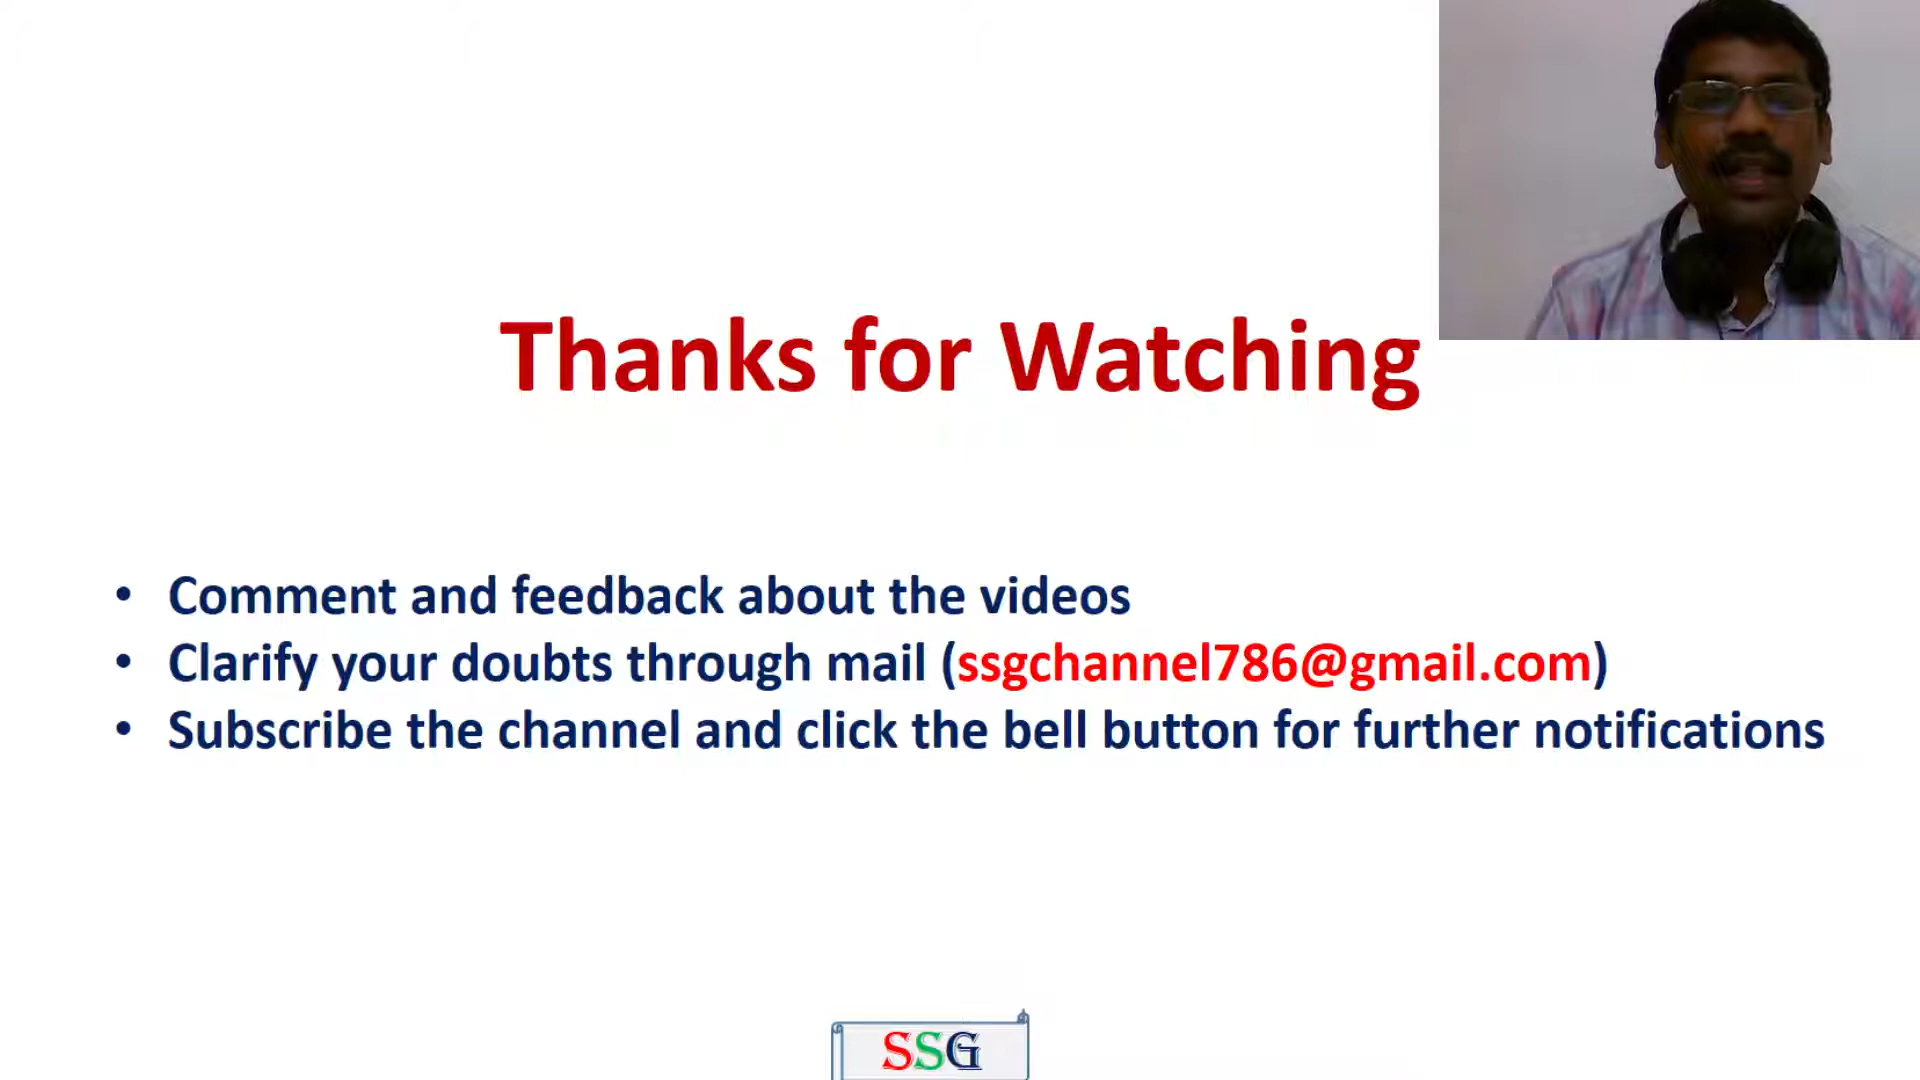 Thanks for Watching
• Comment and feedback about the videos
• Clarify your doubts through mail (ssgchannel786@gmail.com)
• Subscribe the channel and click the bell button for further notifications
SSG